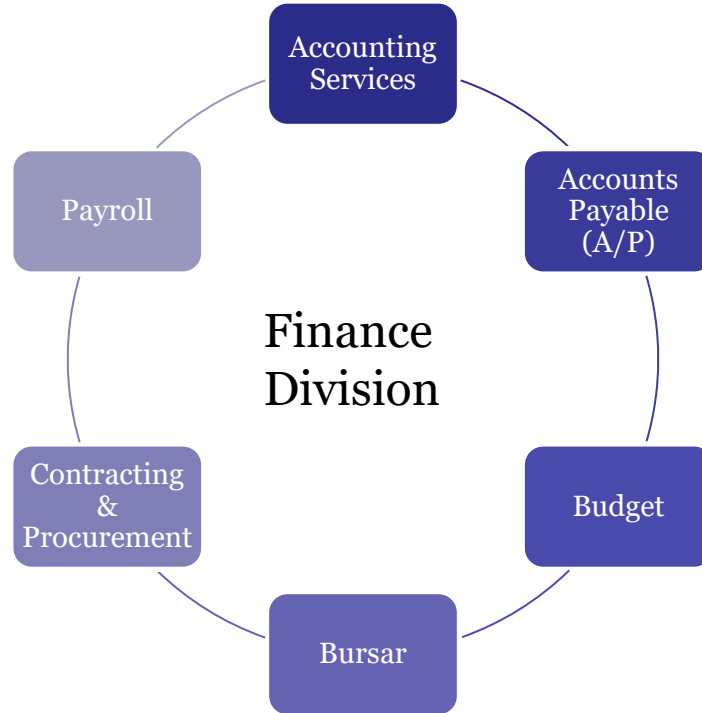 Accounting
Services
Accounts
Payable
(A/P)
Budget
Bursar
Contracting
&
Procurement
Payroll
Finance
Division